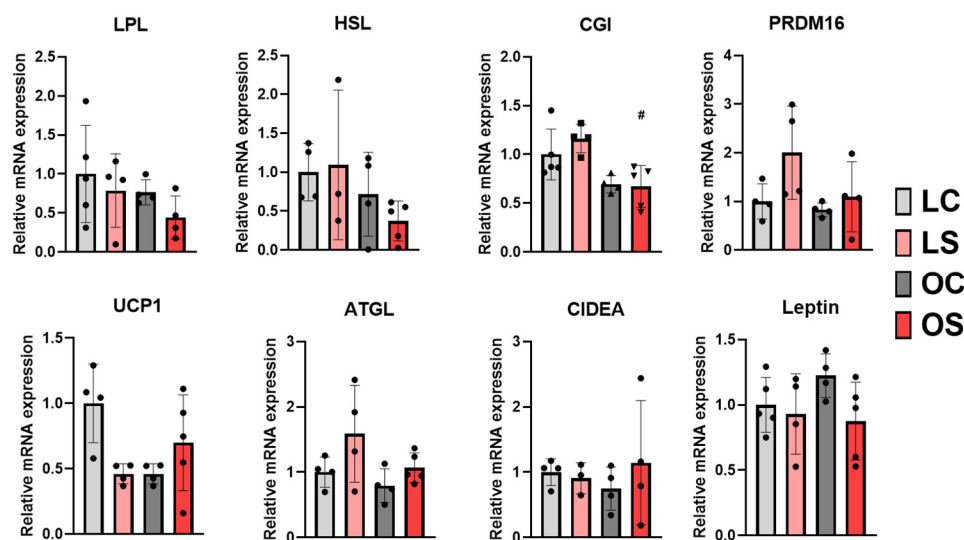 LPL
HSL
CGI
PRDM16
Relative mRNA expression
2.5
2.0
1.5
1.0
0.5
0.0
Relative mRNA expression
2.5
2.0
1.5
1.0
0.5
0.0
Relative mRNA expression
2.0
1.5
1.0
0.5
0.0
#
Relative mRNA expression
4
3
2
1
0
LC
LS
OC
OS
UCP1
ATGL
CIDEA
Leptin
Relative mRNA expression
1.5
1.0
0.5
0.0
Relative mRNA expression
3
2
1
0
Relative mRNA expression
3
2
1
0
Relative mRNA expression
1.5
1.0
0.5
0.0